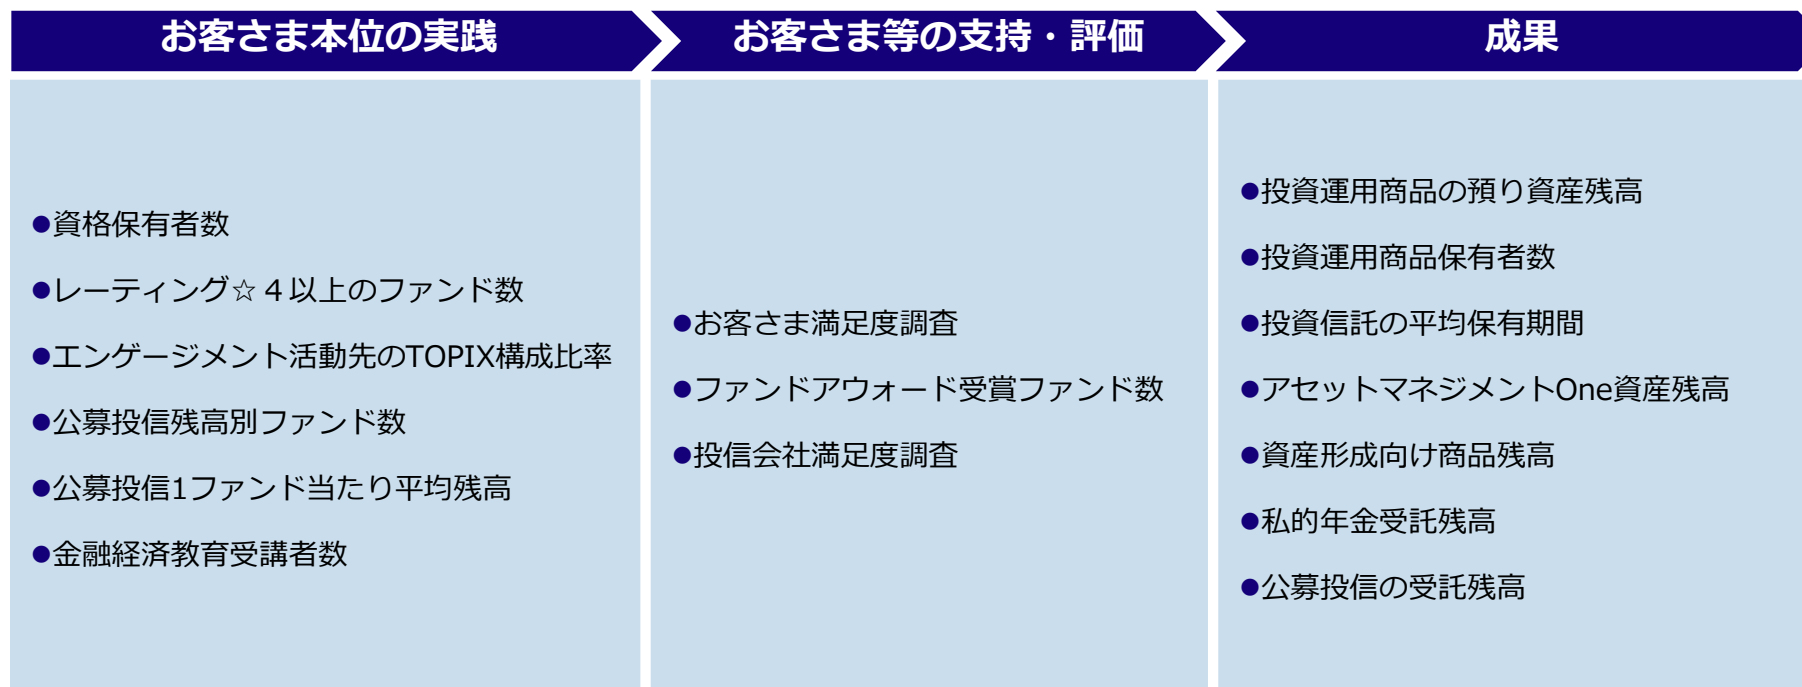 お客さま本位の実践
●資格保有者数
●レーティング☆４以上のファンド数
●エンゲージメント活動先のTOPIX構成比率
●公募投信残高別ファンド数
●公募投信1ファンド当たり平均残高
●金融経済教育受講者数
お客さま等の支持・評価
●お客さま満足度調査
●ファンドアウォード受賞ファンド数
●投信会社満足度調査
成果
●投資運用商品の預り資産残高
●投資運用商品保有者数
●投資信託の平均保有期間
●アセットマネジメントOne資産残高
●資産形成向け商品残高
●私的年金受託残高
●公募投信の受託残高